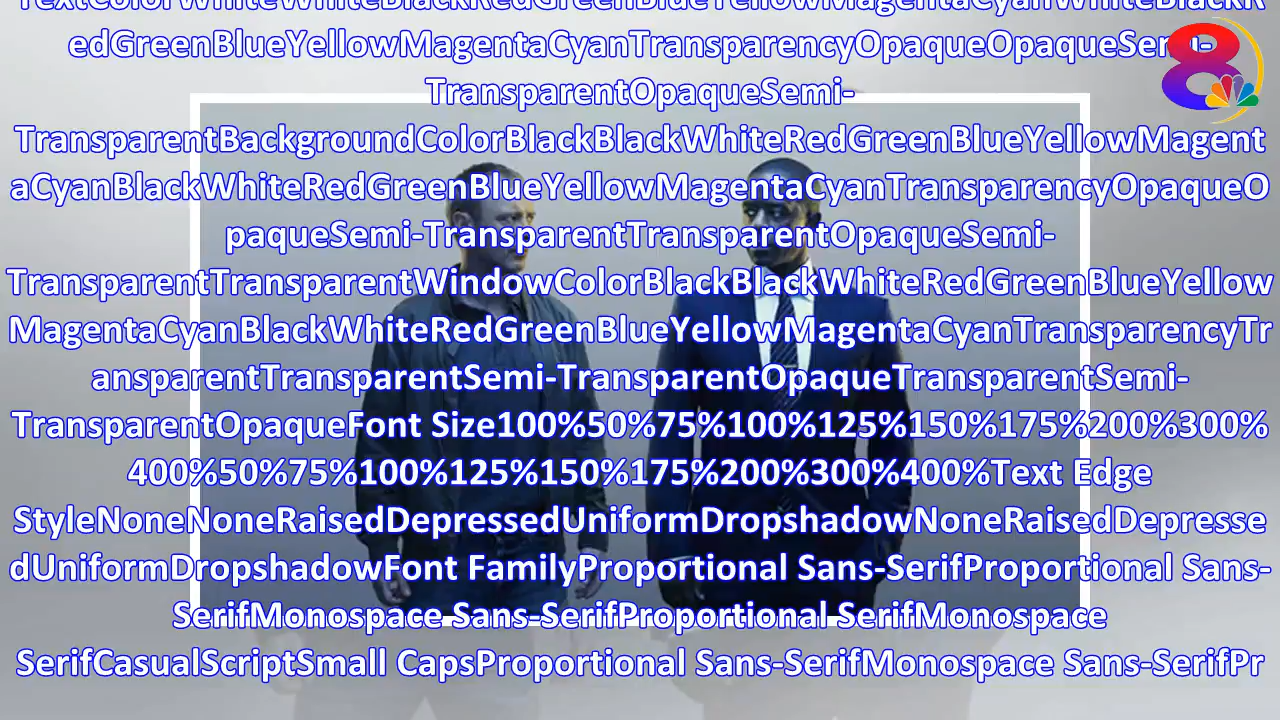 TextColorWhiteWhiteBlackRedGreenBlueYellowMagentaCyanWhiteBlackR
edGreenBlueYellowMagentaCyanTransparencyOpaqueOpaqueSemi-
TransparentOpaqueSemi-
TransparentBackgroundColorBlackBlackWhiteRedGreenBlueYellowMagent
aCyanBlackWhiteRedGreenBlueYellowMagentaCyanTransparencyOpaqueO
paqueSemi-TransparentTransparentOpaqueSemi-
TransparentTransparentWindowColorBlackBlackWhiteRedGreenBlueYellow
MagentaCyanBlackWhiteRedGreenBlueYellowMagentaCyanTransparencyTr
ansparentTransparentSemi-TransparentOpaqueTransparentSemi-
TransparentOpaqueFont Size100%50%75%100%125%150%175%200%300%
400%50%75%100%125%150%175%200%300%400%Text Edge
StyleNoneNoneRaisedDepressedUniformDropshadowNoneRaisedDepresse
dUniformDropshadowFont FamilyProportional Sans-SerifProportional Sans-
SerifMonospace Sans-SerifProportional SerifMonospace
SerifCasualScriptSmall CapsProportional Sans-SerifMonospace Sans-SerifPr
8